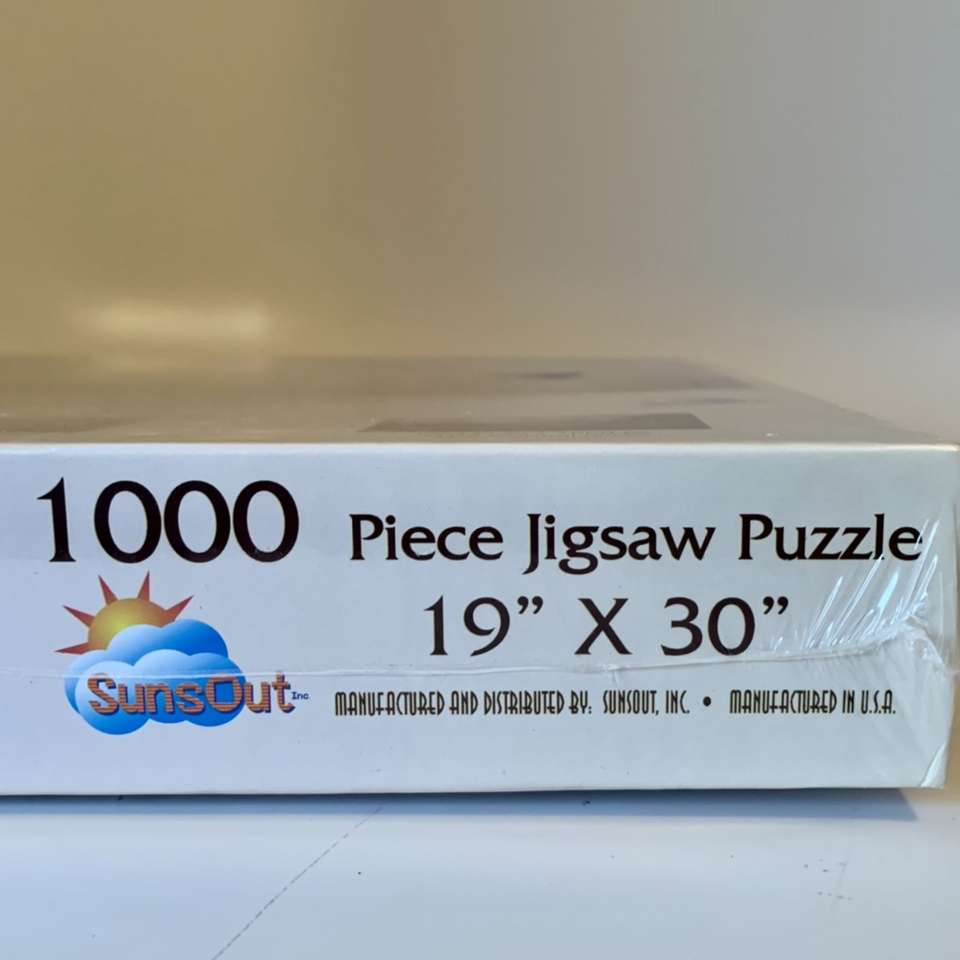 1000 Piece Jigsaw Puzzle
19” X 30”
SunsOut Inc
MANUFACTURED AND DISTRIBUTED BY: SUNSOUT, INC. • MANUFACTURED IN U.S.A.